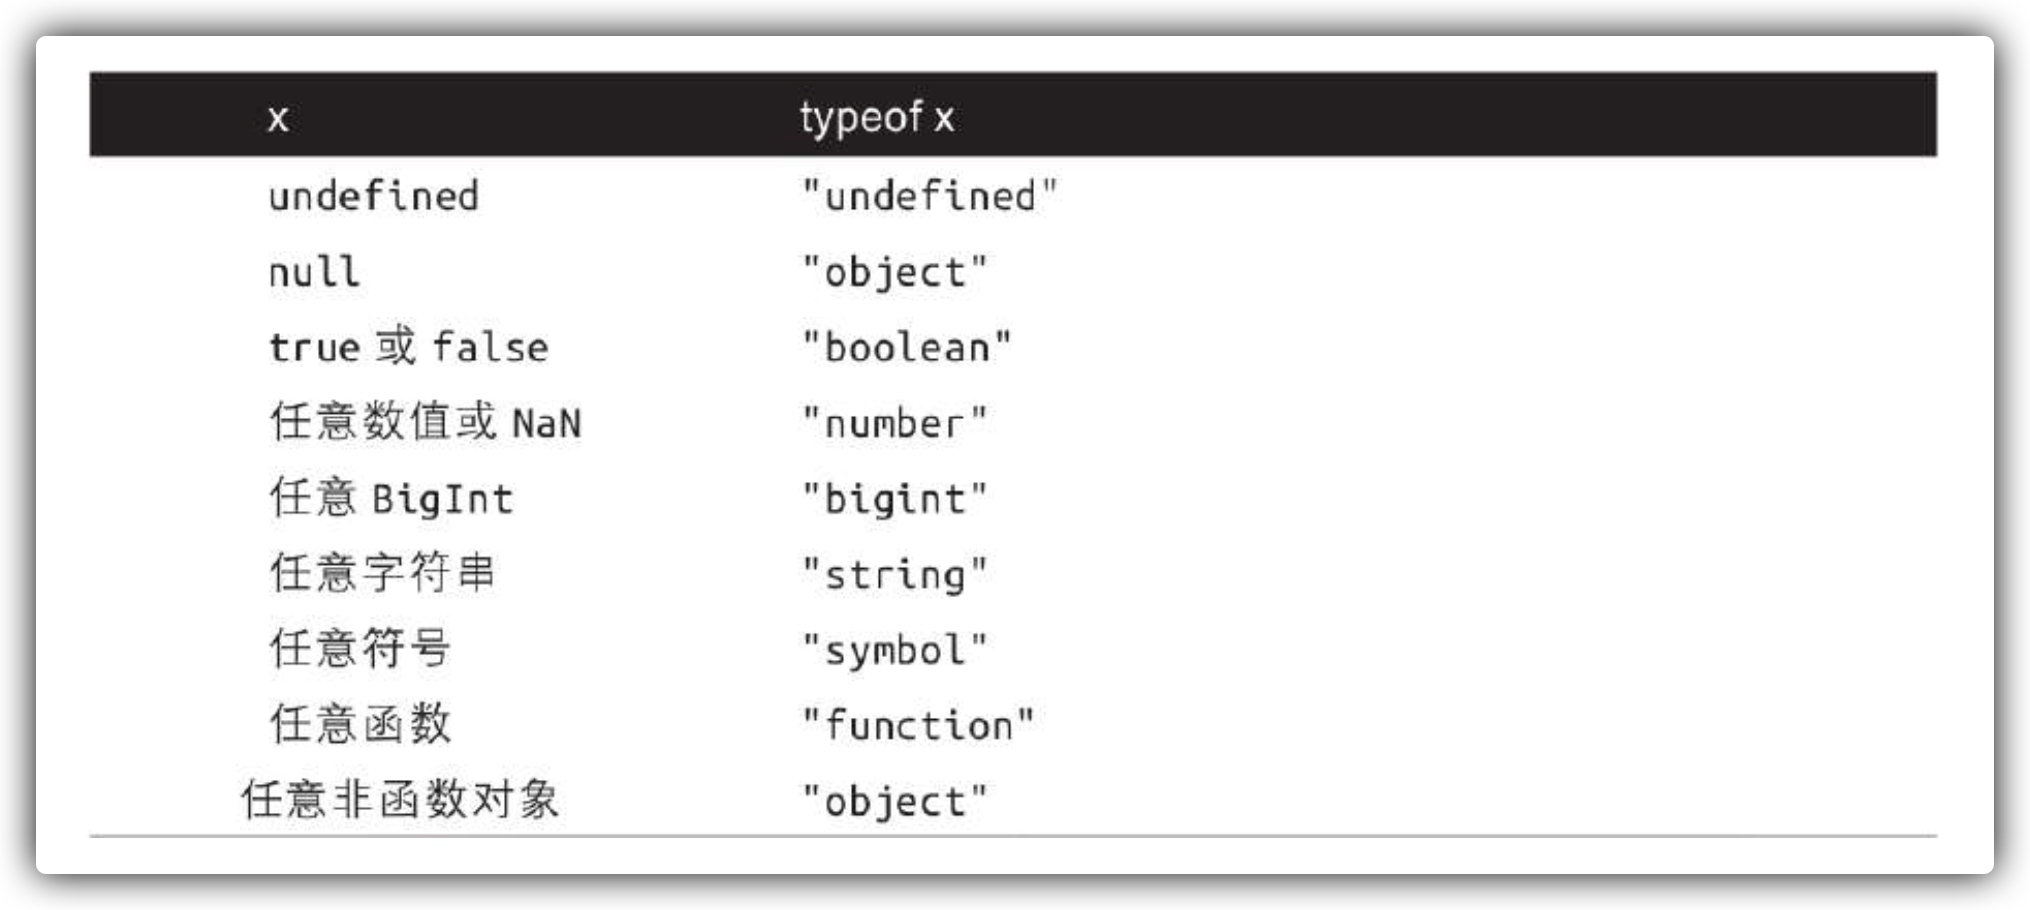 x typeof x
undefined "undefined"
null "object"
true 或 false "boolean"
任意数值或 NaN "number"
任意 BigInt "bigint"
任意字符串 "string"
任意符号 "symbol"
任意函数 "function"
任意非函数对象 "object"